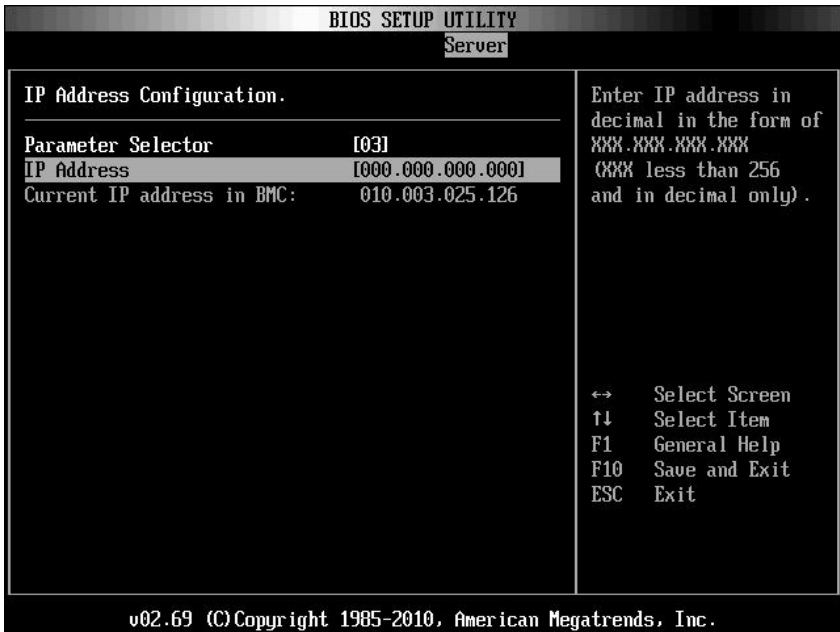 BIOS SETUP UTILITY
Server
IP Address Configuration.
Parameter Selector [03]
IP Address [000.000.000.000]
Current IP address in BMC: 010.003.025.126
Enter IP address in
decimal in the form of
XXX.XXX.XXX.XXX
(XXX less than 256
and in decimal only).
↔ Select Screen
↑↓ Select Item
F1 General Help
F10 Save and Exit
ESC Exit
v02.69 (C)Copyright 1985-2010, American Megatrends, Inc.